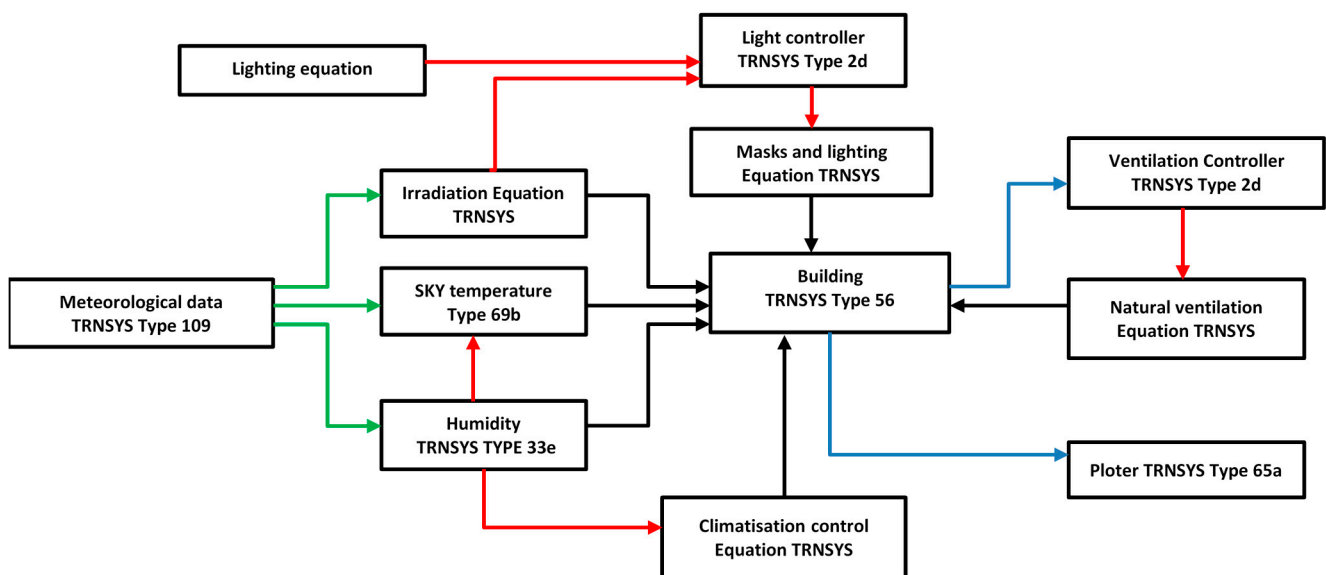 Light controller
TRNSYS Type 2d
Lighting equation
Masks and lighting
Equation TRNSYS
Ventilation Controller
TRNSYS Type 2d
Irradiation Equation
TRNSYS
Meteorological data
TRNSYS Type 109
SKY temperature
Type 69b
Building
TRNSYS Type 56
Natural ventilation
Equation TRNSYS
Humidity
TRNSYS TYPE 33e
Ploter TRNSYS Type 65a
Climatisation control
Equation TRNSYS